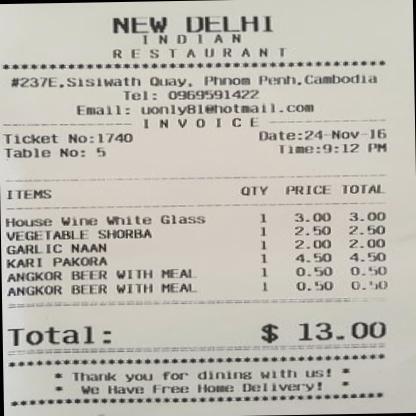 NEW DELHI
INDIAN
RESTAURANT
#237E,Sisiwath Quay, Phnom Penh,Cambodia
Tel: 0969591422
Email: uonly81@hotmail.com
INVOICE
Ticket No:1740 Date:24-Nov-16
Table No: 5 Time:9:12 PM
ITEMS QTY PRICE TOTAL
House Wine White Glass 1 3.00 3.00
VEGETABLE SHORBA 1 2.50 2.50
GARLIC NAAN 1 2.00 2.00
KARI PAKORA 1 4.50 4.50
ANGKOR BEER WITH MEAL 1 0.50 0.50
ANGKOR BEER WITH MEAL 1 0.50 0.50
Total: $ 13.00
* Thank you for dining with us! *
* We Have Free Home Delivery! *